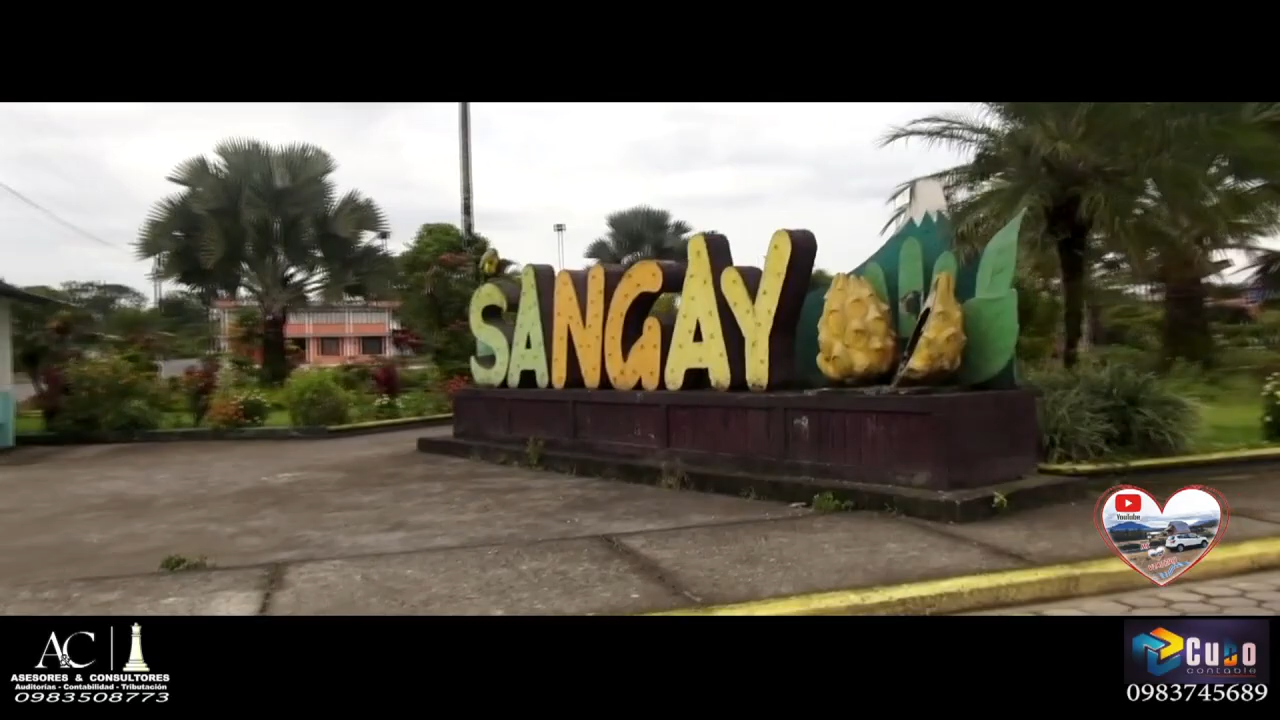 SANGAY
YouTube
A&C
ASESORES & CONSULTORES
Auditorías - Contabilidad - Tributación
0983508773
Cubo
contable
0983745689